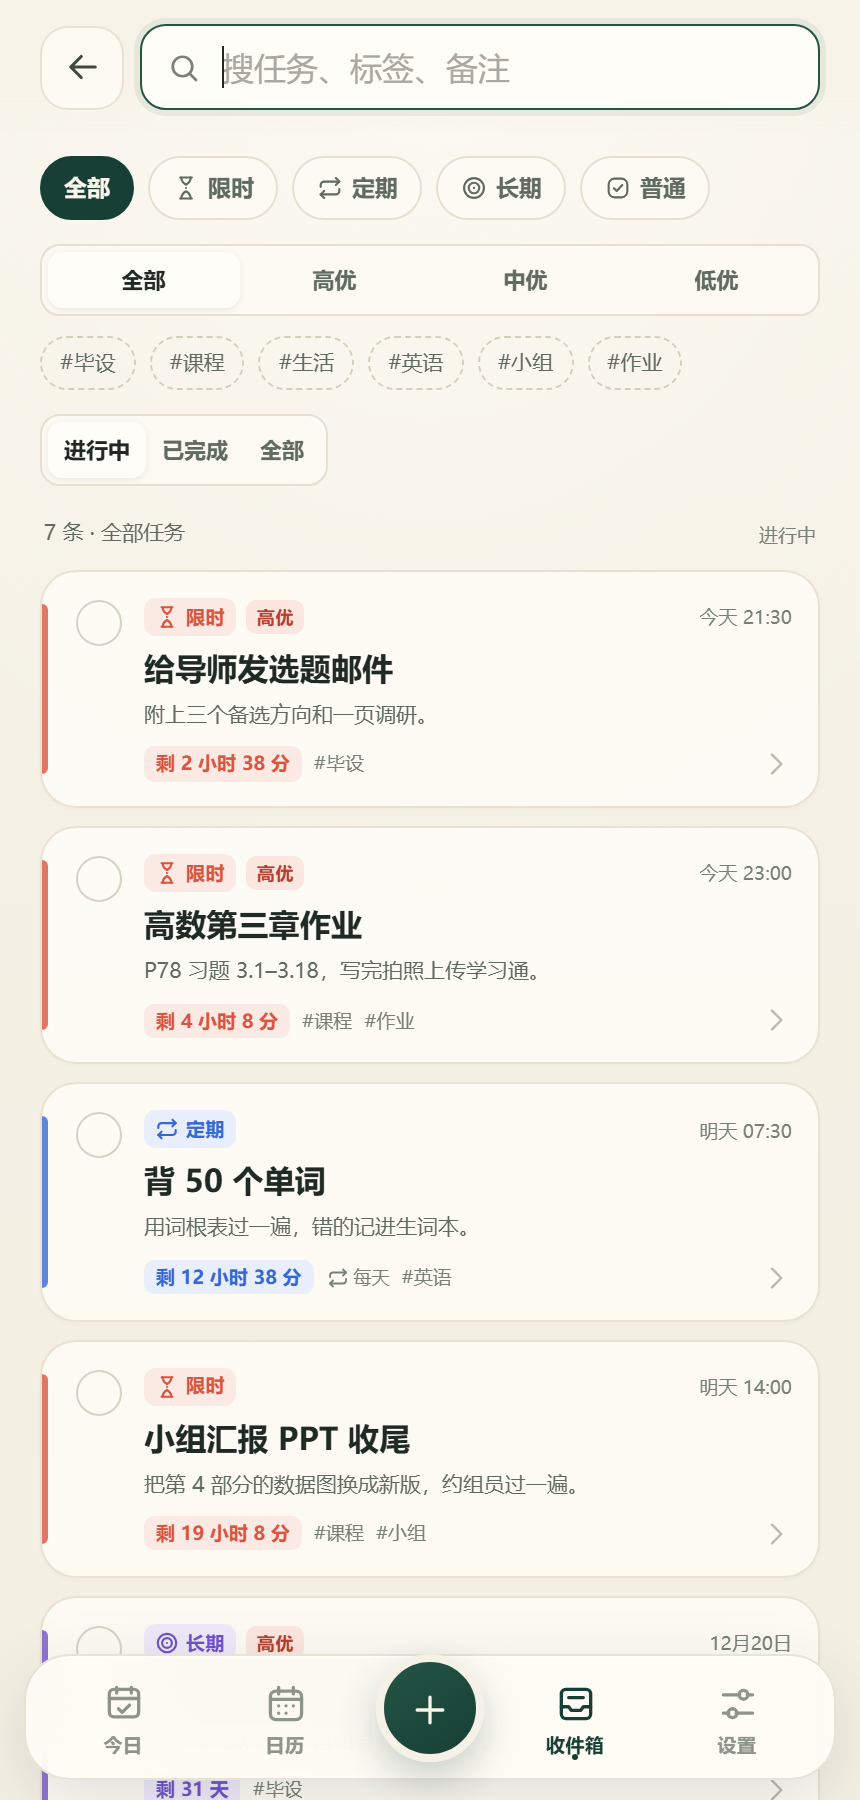 搜任务、标签、备注
全部 限时 定期 长期 普通
全部 高优 中优 低优
#毕设 #课程 #生活 #英语 #小组 #作业
进行中 已完成 全部
7 条 · 全部任务 进行中
限时 高优 今天 21:30
给导师发选题邮件
附上三个备选方向和一页调研。
剩 2 小时 38 分 #毕设
限时 高优 今天 23:00
高数第三章作业
P78 习题 3.1–3.18，写完拍照上传学习通。
剩 4 小时 8 分 #课程 #作业
定期 明天 07:30
背 50 个单词
用词根表过一遍，错的记进生词本。
剩 12 小时 38 分 每天 #英语
限时 明天 14:00
小组汇报 PPT 收尾
把第 4 部分的数据图换成新版，约组员过一遍。
剩 19 小时 8 分 #课程 #小组
长期 高优 12月20日
今日 日历 收件箱 设置
剩 31 天 #毕设